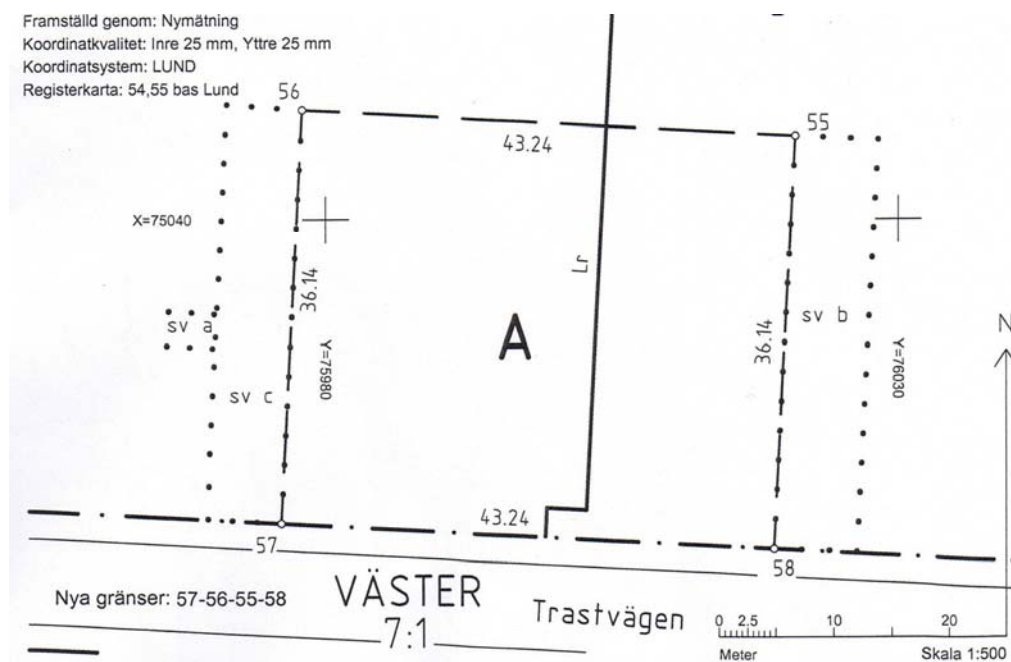 Framställd genom: Nymätning
Koordinatkvalitet: Inre 25 mm, Yttre 25 mm
Koordinatsystem: LUND
Registerkarta: 54,55 bas Lund
56
55
43.24
X=75040
Lr
36.14
sv a
Y=75980
A
36.14
sv b
Y=76030
N
sv c
43.24
57
58
Nya gränser: 57-56-55-58
VÄSTER
7:1
Trastvägen
0 2.5 10 20
Meter
Skala 1:500